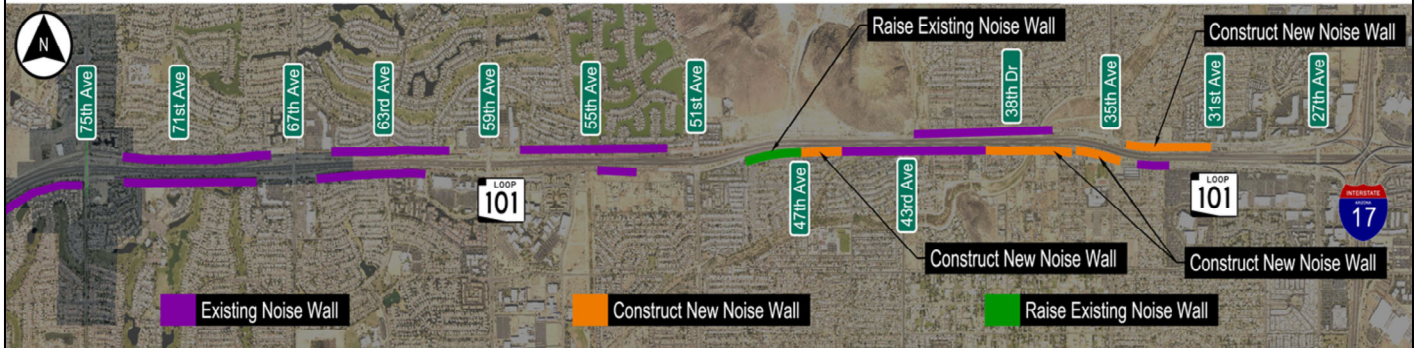 N
Raise Existing Noise Wall
Construct New Noise Wall
75th Ave
71st Ave
67th Ave
63rd Ave
59th Ave
55th Ave
51st Ave
38th Dr
35th Ave
31st Ave
27th Ave
47th Ave
43rd Ave
LOOP
101
LOOP
101
INTERSTATE
ARIZONA
17
Construct New Noise Wall
Construct New Noise Wall
Existing Noise Wall
Construct New Noise Wall
Raise Existing Noise Wall